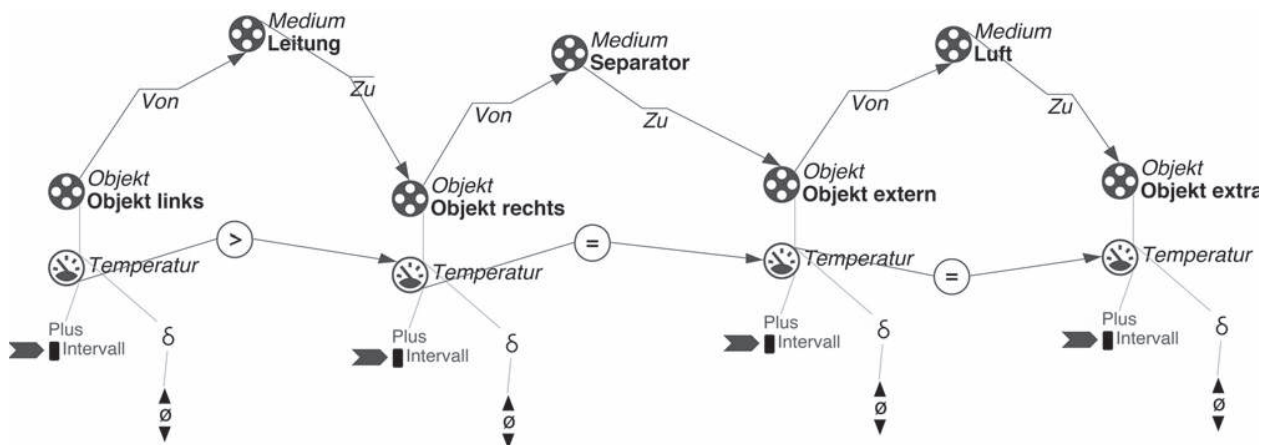 Medium
Leitung
Von
Zu
Objekt
Objekt links
Temperatur
>
Plus
Intervall
δ
ø
Medium
Separator
Von
Zu
Objekt
Objekt rechts
Temperatur
=
Plus
Intervall
δ
ø
Medium
Luft
Von
Zu
Objekt
Objekt extern
Temperatur
=
Plus
Intervall
δ
ø
Objekt
Objekt extra
Temperatur
Plus
Intervall
δ
ø